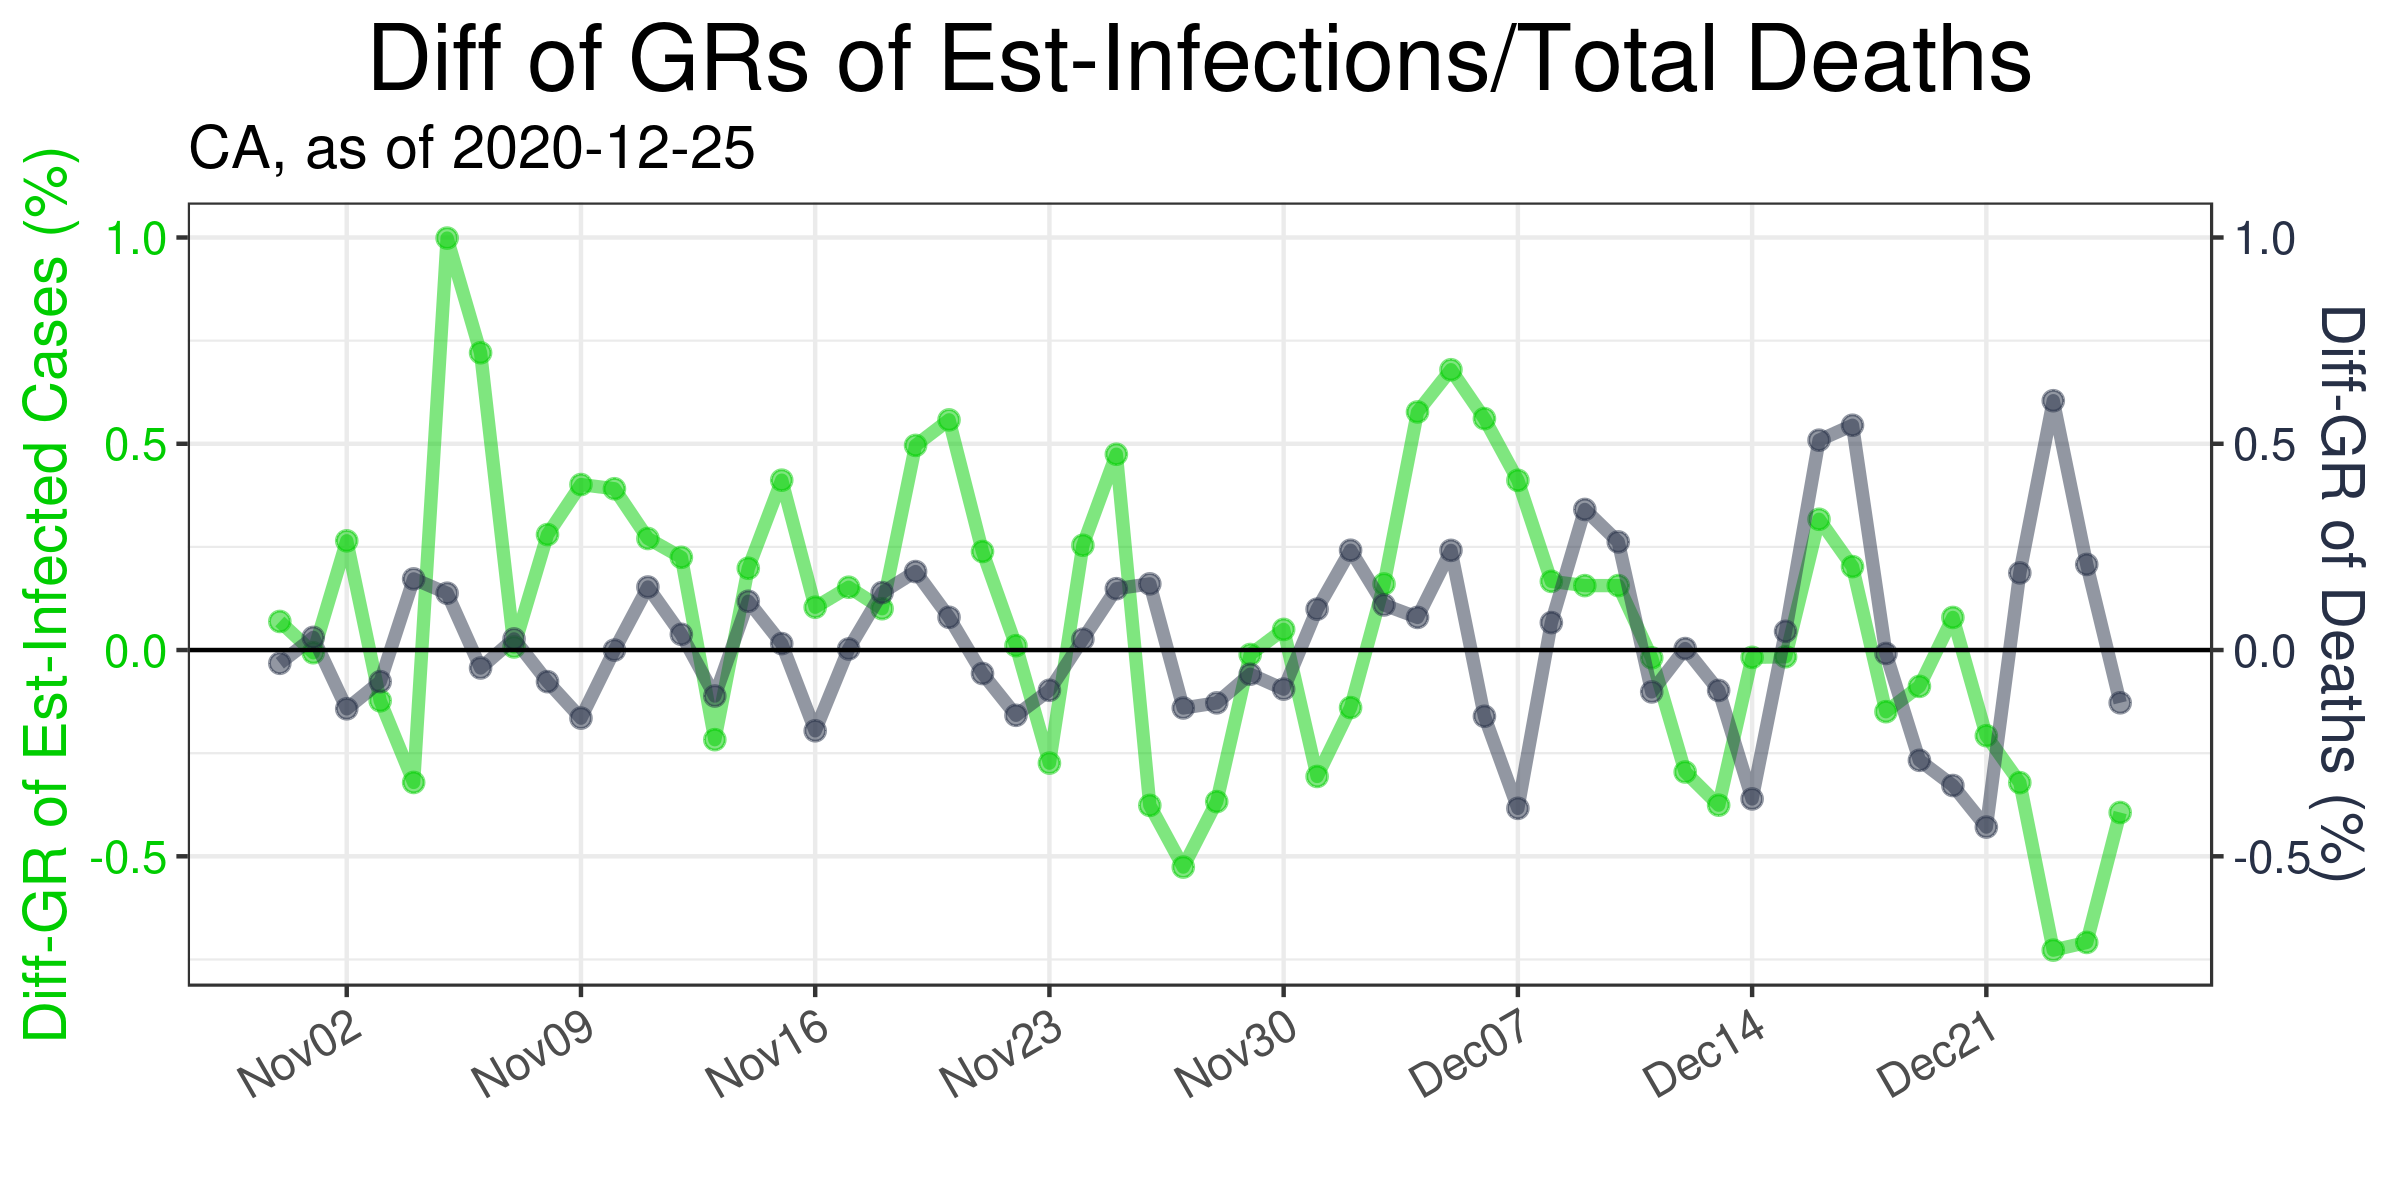 Diff of GRs of Est-Infections/Total Deaths
CA, as of 2020-12-25
Diff-GR of Est-Infected Cases (%)
1.0
0.5
0.0
-0.5
1.0
0.5
0.0
-0.5
Diff-GR of Deaths (%)
Nov02
Nov09
Nov16
Nov23
Nov30
Dec07
Dec14
Dec21